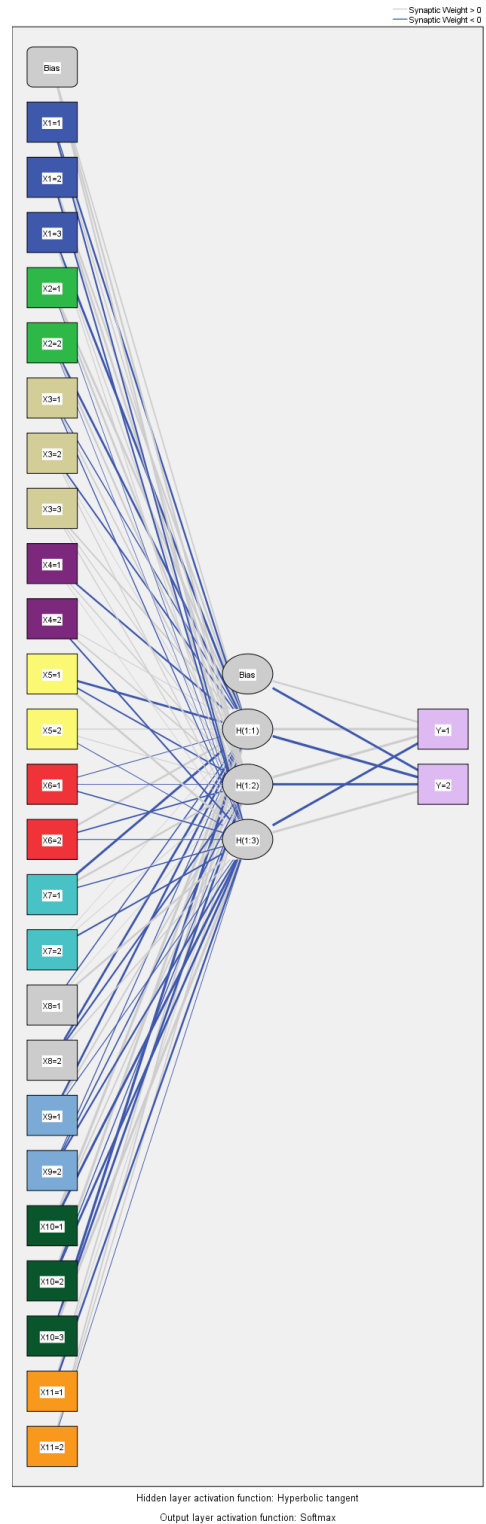 Synaptic Weight > 0
Synaptic Weight < 0
Bias
X1=1
X1=2
X1=3
X2=1
X2=2
X3=1
X3=2
X3=3
X4=1
X4=2
X5=1
X5=2
X6=1
X6=2
X7=1
X7=2
X8=1
X8=2
X9=1
X9=2
X10=1
X10=2
X10=3
X11=1
X11=2
Bias
H(1:1)
H(1:2)
H(1:3)
Y=1
Y=2
Hidden layer activation function: Hyperbolic tangent
Output layer activation function: Softmax